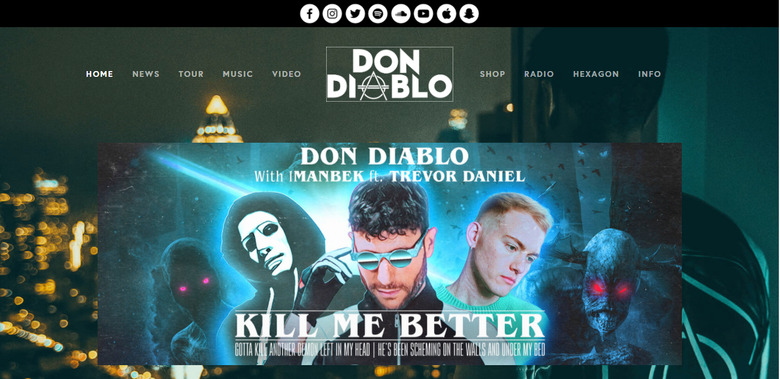 HOME NEWS TOUR MUSIC VIDEO DON DIABLO SHOP RADIO HEXAGON INFO
DON DIABLO
With IMANBEK ft. TREVOR DANIEL
KILL ME BETTER
GOTTA KILL ANOTHER DEMON LEFT IN MY HEAD | HE'S BEEN SCHEMING ON THE WALLS AND UNDER MY BED